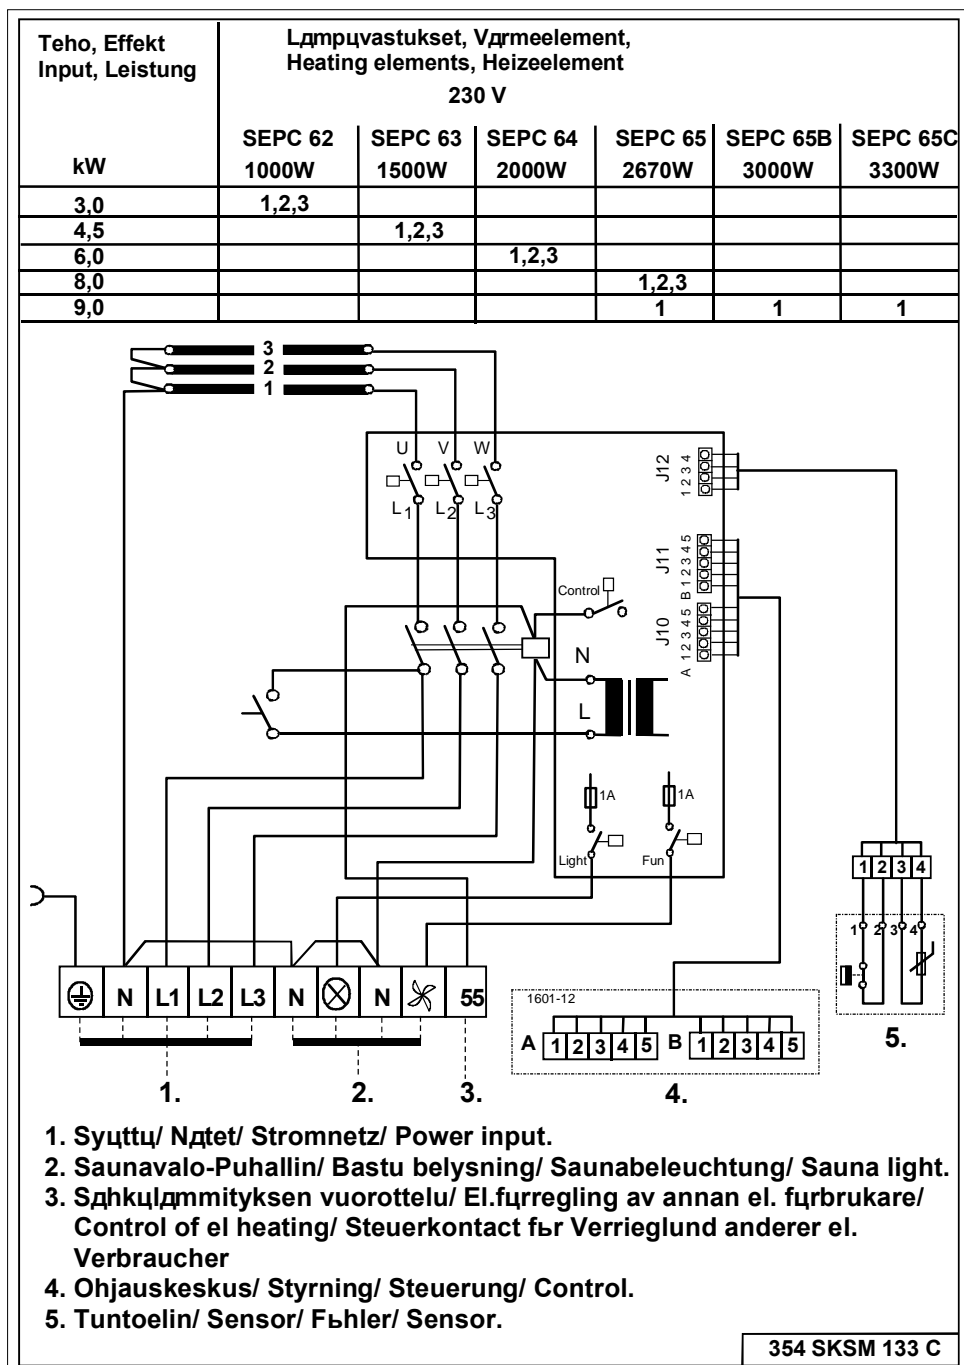 Teho, Effekt
Input, Leistung
Lдmpцvastukset, Vдrmeelement,
Heating elements, Heizeelement
230 V
kW
SEPC 62 SEPC 63 SEPC 64 SEPC 65 SEPC 65B SEPC 65C
1000W 1500W 2000W 2670W 3000W 3300W
3,0 1,2,3
4,5 1,2,3
6,0 1,2,3
8,0 1,2,3
9,0 1 1 1
3
2
1
U V W
L1 L2 L3
J12
1 2 3 4
J11
B 1 2 3 4 5
J10
A 1 2 3 4 5
Control
N
L
1A 1A
Light Fun
1 2 3 4
1 2 3 4
5.
N L1 L2 L3 N N 55
1601-12
A 1 2 3 4 5 B 1 2 3 4 5
1. 2. 3. 4.
1. Syцttц/ Nдtet/ Stromnetz/ Power input.
2. Saunavalo-Puhallin/ Bastu belysning/ Saunabeleuchtung/ Sauna light.
3. Sдhkцlдmmityksen vuorottelu/ El.fцrregling av annan el. fцrbrukare/
Control of el heating/ Steuerkontact fьr Verrieglund anderer el.
Verbraucher
4. Ohjauskeskus/ Styrning/ Steuerung/ Control.
5. Tuntoelin/ Sensor/ Fьhler/ Sensor.
354 SKSM 133 C